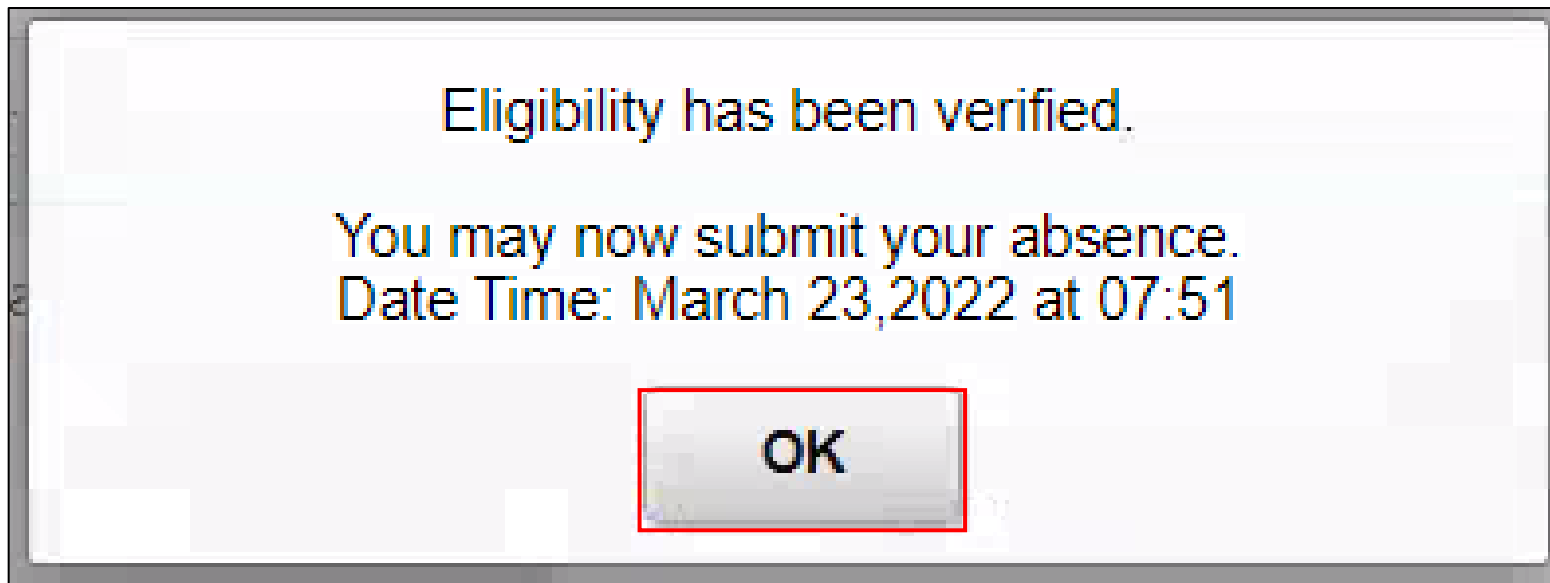 Eligibility has been verified.
You may now submit your absence.
Date Time: March 23,2022 at 07:51
OK